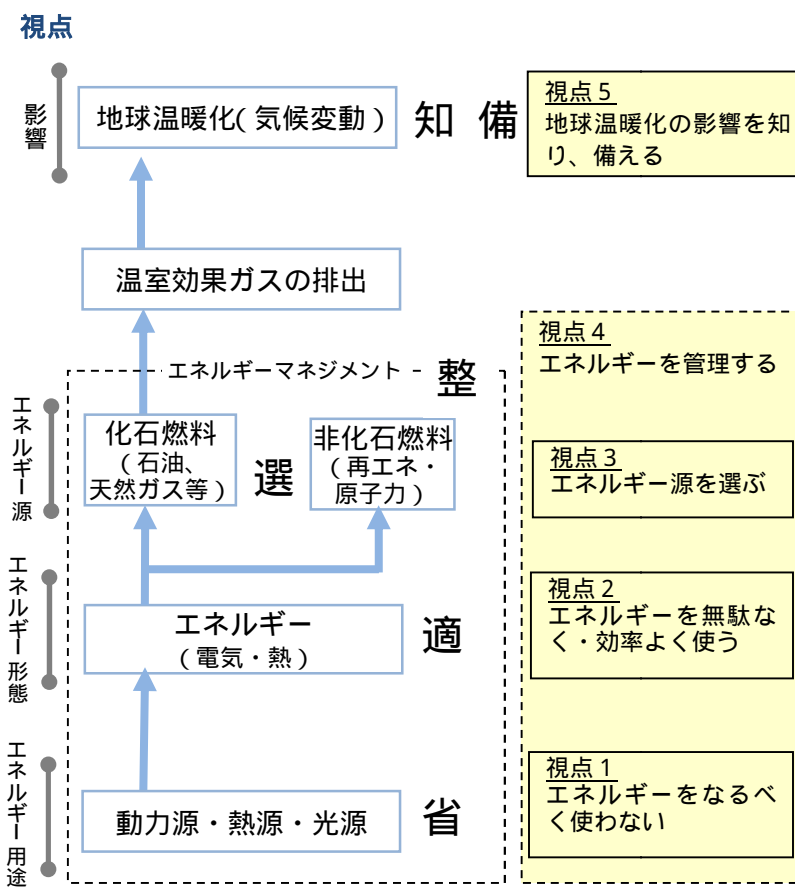 視点
影響
地球温暖化(気候変動)
知 備
視点5
地球温暖化の影響を知
り、備える
温室効果ガスの排出
視点4
エネルギーを管理する
エネルギーマネジメント
整
エネルギー源
化石燃料
(石油、
天然ガス等)
選
非化石燃料
(再エネ・
原子力)
視点3
エネルギー源を選ぶ
エネルギー形態
エネルギー
(電気・熱)
適
視点2
エネルギーを無駄な
く・効率よく使う
エネルギー用途
動力源・熱源・光源
省
視点1
エネルギーをなるべ
く使わない